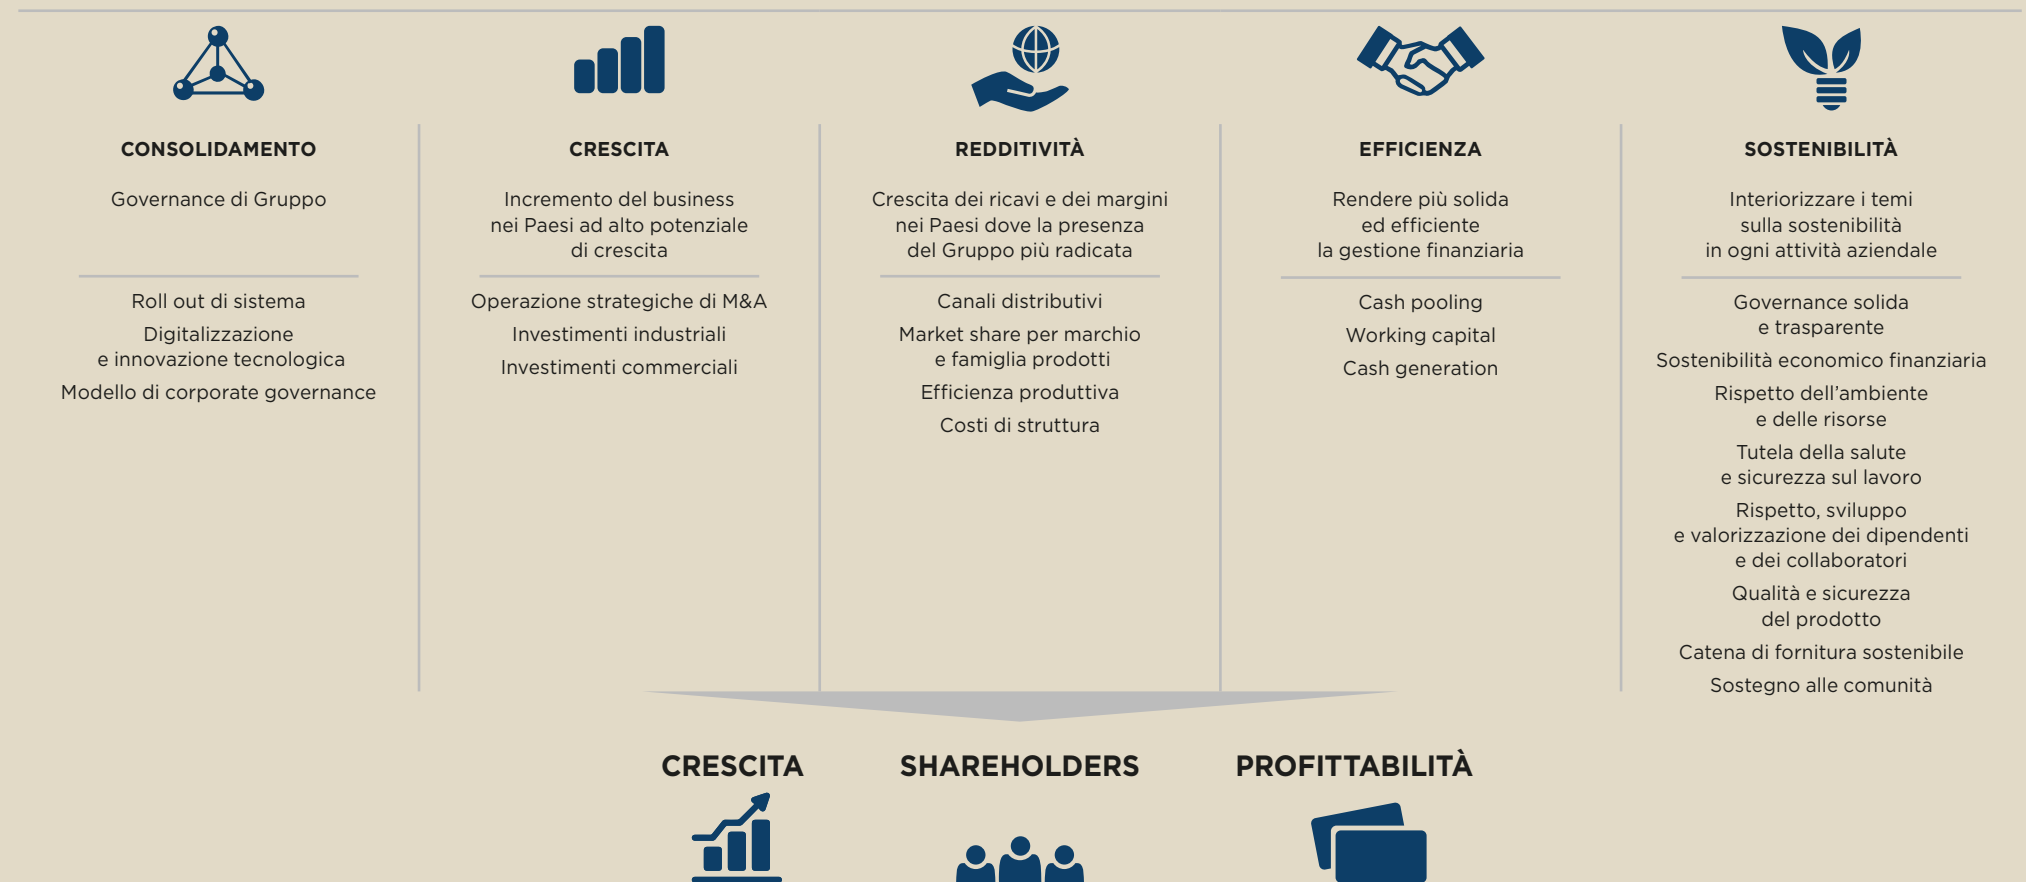 CONSOLIDAMENTO
Governance di Gruppo
Roll out di sistema
Digitalizzazione
e innovazione tecnologica
Modello di corporate governance
CRESCITA
Incremento del business
nei Paesi ad alto potenziale
di crescita
Operazione strategiche di M&A
Investimenti industriali
Investimenti commerciali
REDDITIVITÀ
Crescita dei ricavi e dei margini
nei Paesi dove la presenza
del Gruppo più radicata
Canali distributivi
Market share per marchio
e famiglia prodotti
Efficienza produttiva
Costi di struttura
EFFICIENZA
Rendere più solida
ed efficiente
la gestione finanziaria
Cash pooling
Working capital
Cash generation
SOSTENIBILITÀ
Interiorizzare i temi
sulla sostenibilità
in ogni attività aziendale
Governance solida
e trasparente
Sostenibilità economico finanziaria
Rispetto dell’ambiente
e delle risorse
Tutela della salute
e sicurezza sul lavoro
Rispetto, sviluppo
e valorizzazione dei dipendenti
e dei collaboratori
Qualità e sicurezza
del prodotto
Catena di fornitura sostenibile
Sostegno alle comunità
CRESCITA
SHAREHOLDERS
PROFITTABILITÀ